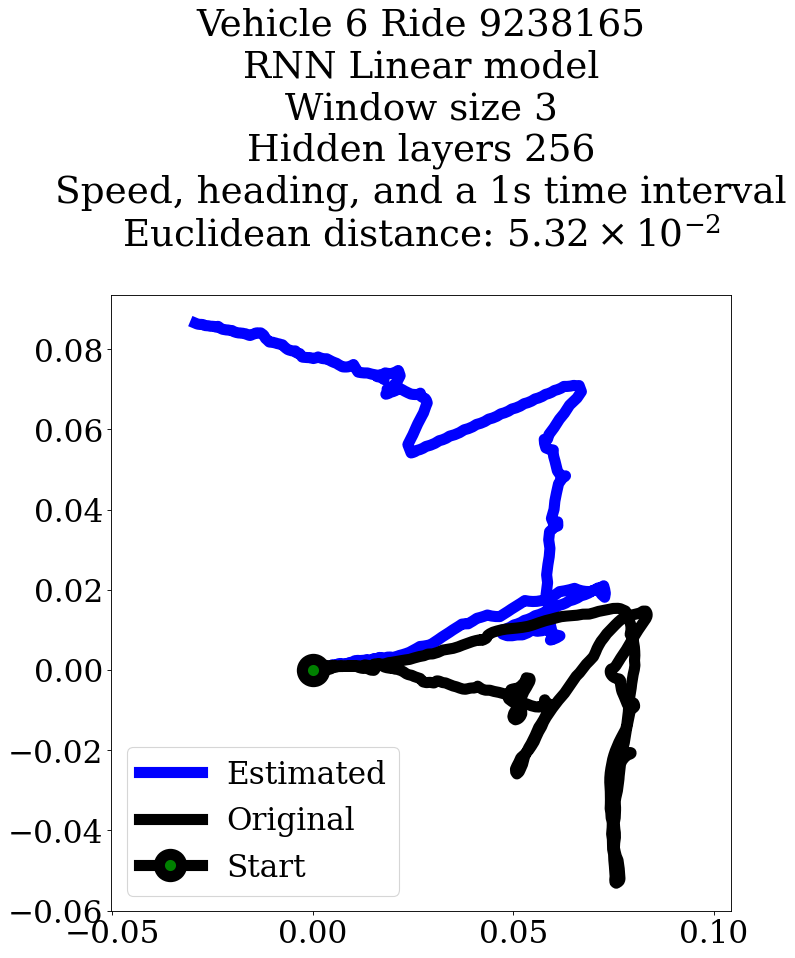 Vehicle 6 Ride 9238165
RNN Linear model
Window size 3
Hidden layers 256
Speed, heading, and a 1s time interval
Euclidean distance: 5.32 × 10⁻²
0.08
0.06
0.04
0.02
0.00
−0.02
−0.04
−0.06
Estimated
Original
Start
−0.05
0.00
0.05
0.10